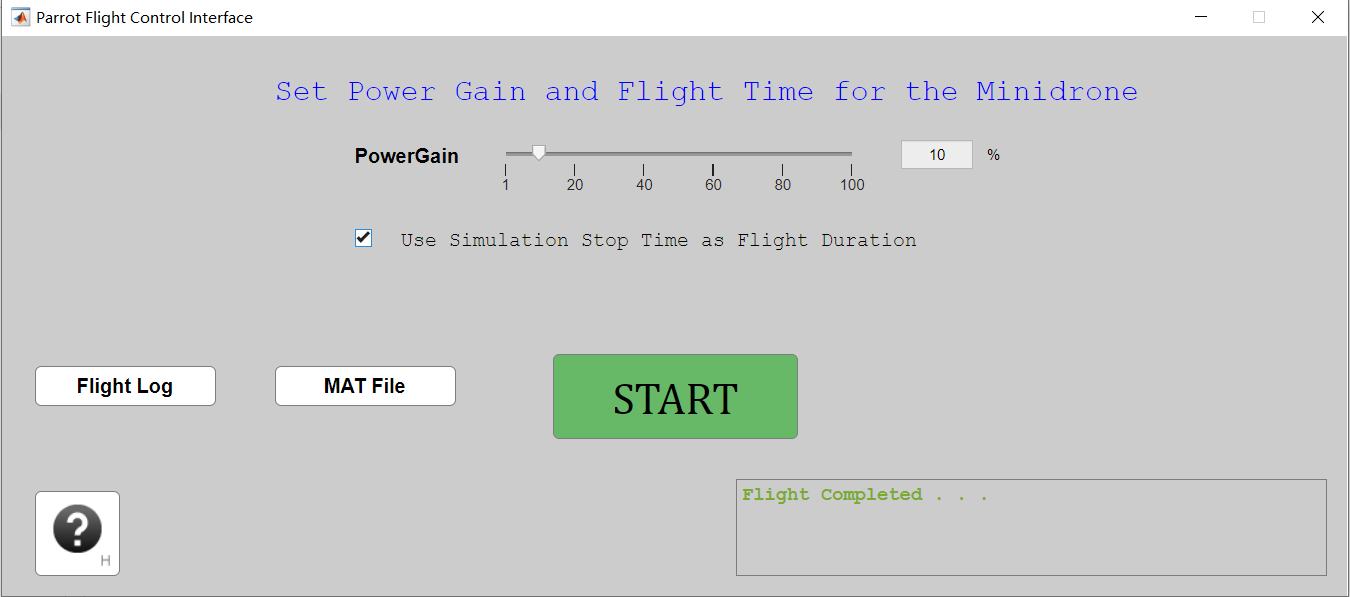 Parrot Flight Control Interface
Set Power Gain and Flight Time for the Minidrone
PowerGain
10 %
1 20 40 60 80 100
Use Simulation Stop Time as Flight Duration
Flight Log
MAT File
START
?
H
Flight Completed . . .